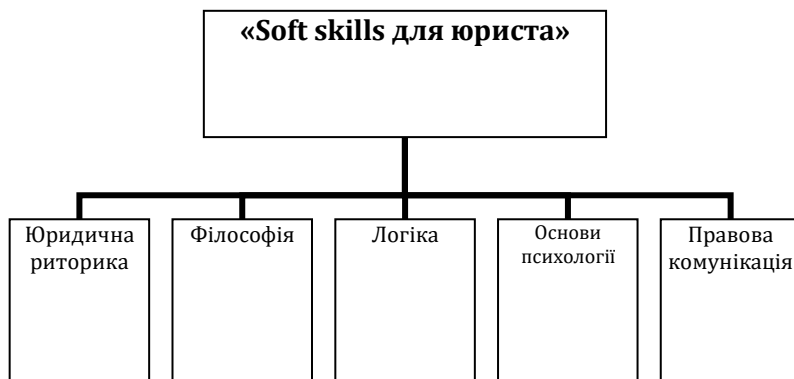 «Soft skills для юриста»
Юридична
риторика
Філософія
Логіка
Основи
психології
Правова
комунікація